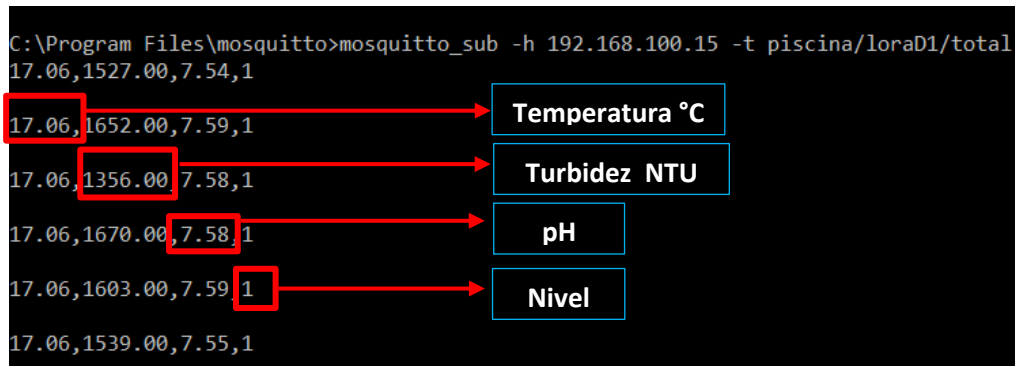 C:\Program Files\mosquitto>mosquitto_sub -h 192.168.100.15 -t piscina/loraD1/total
17.06,1527.00,7.54,1
17.06,1652.00,7.59,1
Temperatura °C
17.06,1356.00,7.58,1
Turbidez NTU
17.06,1670.00,7.58,1
pH
17.06,1603.00,7.59,1
Nivel
17.06,1539.00,7.55,1